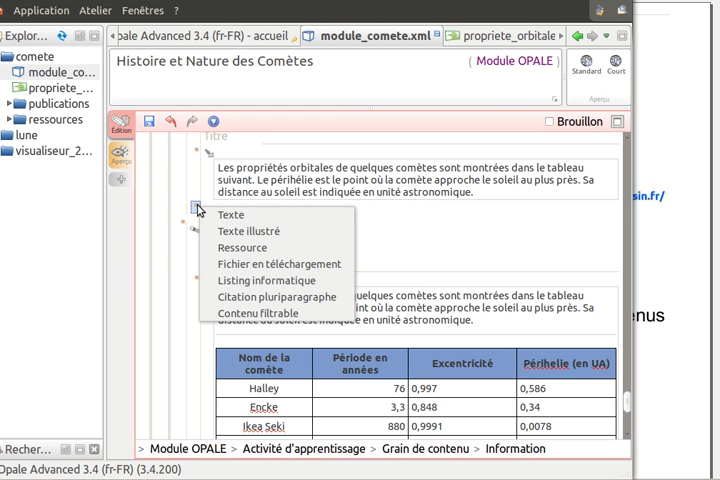 Application Atelier Fenêtres ?
Explor...
pale Advanced 3.4 (fr-FR) - accueil
module_comete.xml
propriete_orbitale
comete
module_co...
propriete_...
publications
ressources
lune
visualiseur_2...
Histoire et Nature des Comètes
( Module OPALE )
Standard
Court
Aperçu
Édition
Aperçu
Brouillon
Titre
Les propriétés orbitales de quelques comètes sont montrées dans le tableau
suivant. Le périhélie est le point où la comète approche le soleil au plus près. Sa
distance au soleil est indiquée en unité astronomique.
Texte
Texte illustré
Ressource
Fichier en téléchargement
Listing informatique
Citation pluriparagraphe
Contenu filtrable
uelques comètes sont montrées dans le tableau
int où la comète approche le soleil au plus près. Sa
distance au soleil est indiquée en unité astronomique.
Nom de la comète Période en années Excentricité Périhelie (en UA)
Halley 76 0,997 0,586
Encke 3,3 0,848 0,34
Ikea Seki 880 0,9991 0,0078
> Module OPALE > Activité d'apprentissage > Grain de contenu > Information
Recher...
Opale Advanced 3.4 (fr-FR) (3.4.200)
sin.fr/
enus